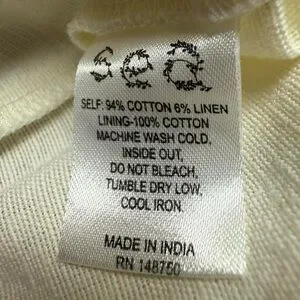 sea
SELF: 94% COTTON 6% LINEN
LINING-100% COTTON
MACHINE WASH COLD,
INSIDE OUT,
DO NOT BLEACH,
TUMBLE DRY LOW,
COOL IRON.
MADE IN INDIA
RN 148750